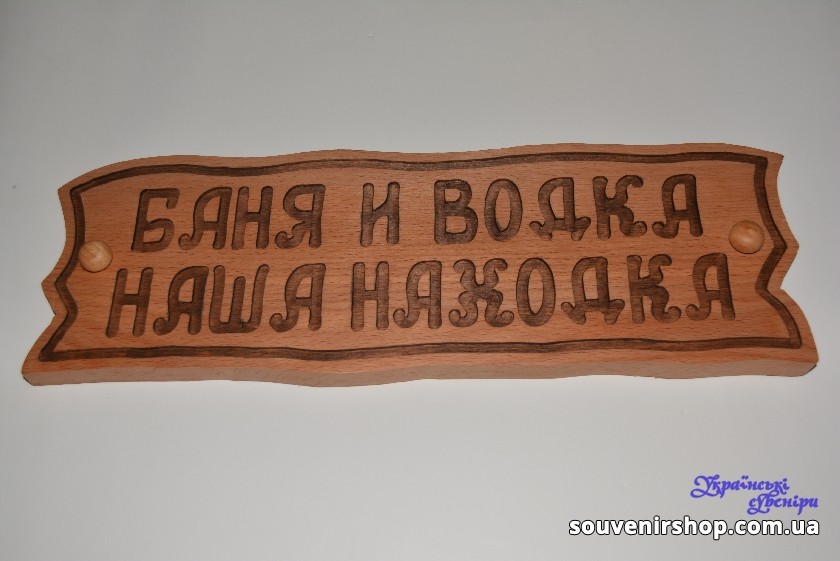 БАНЯ И ВОДКА
НАША НАХОДКА
Українські
сувеніри
souvenirshop.com.ua